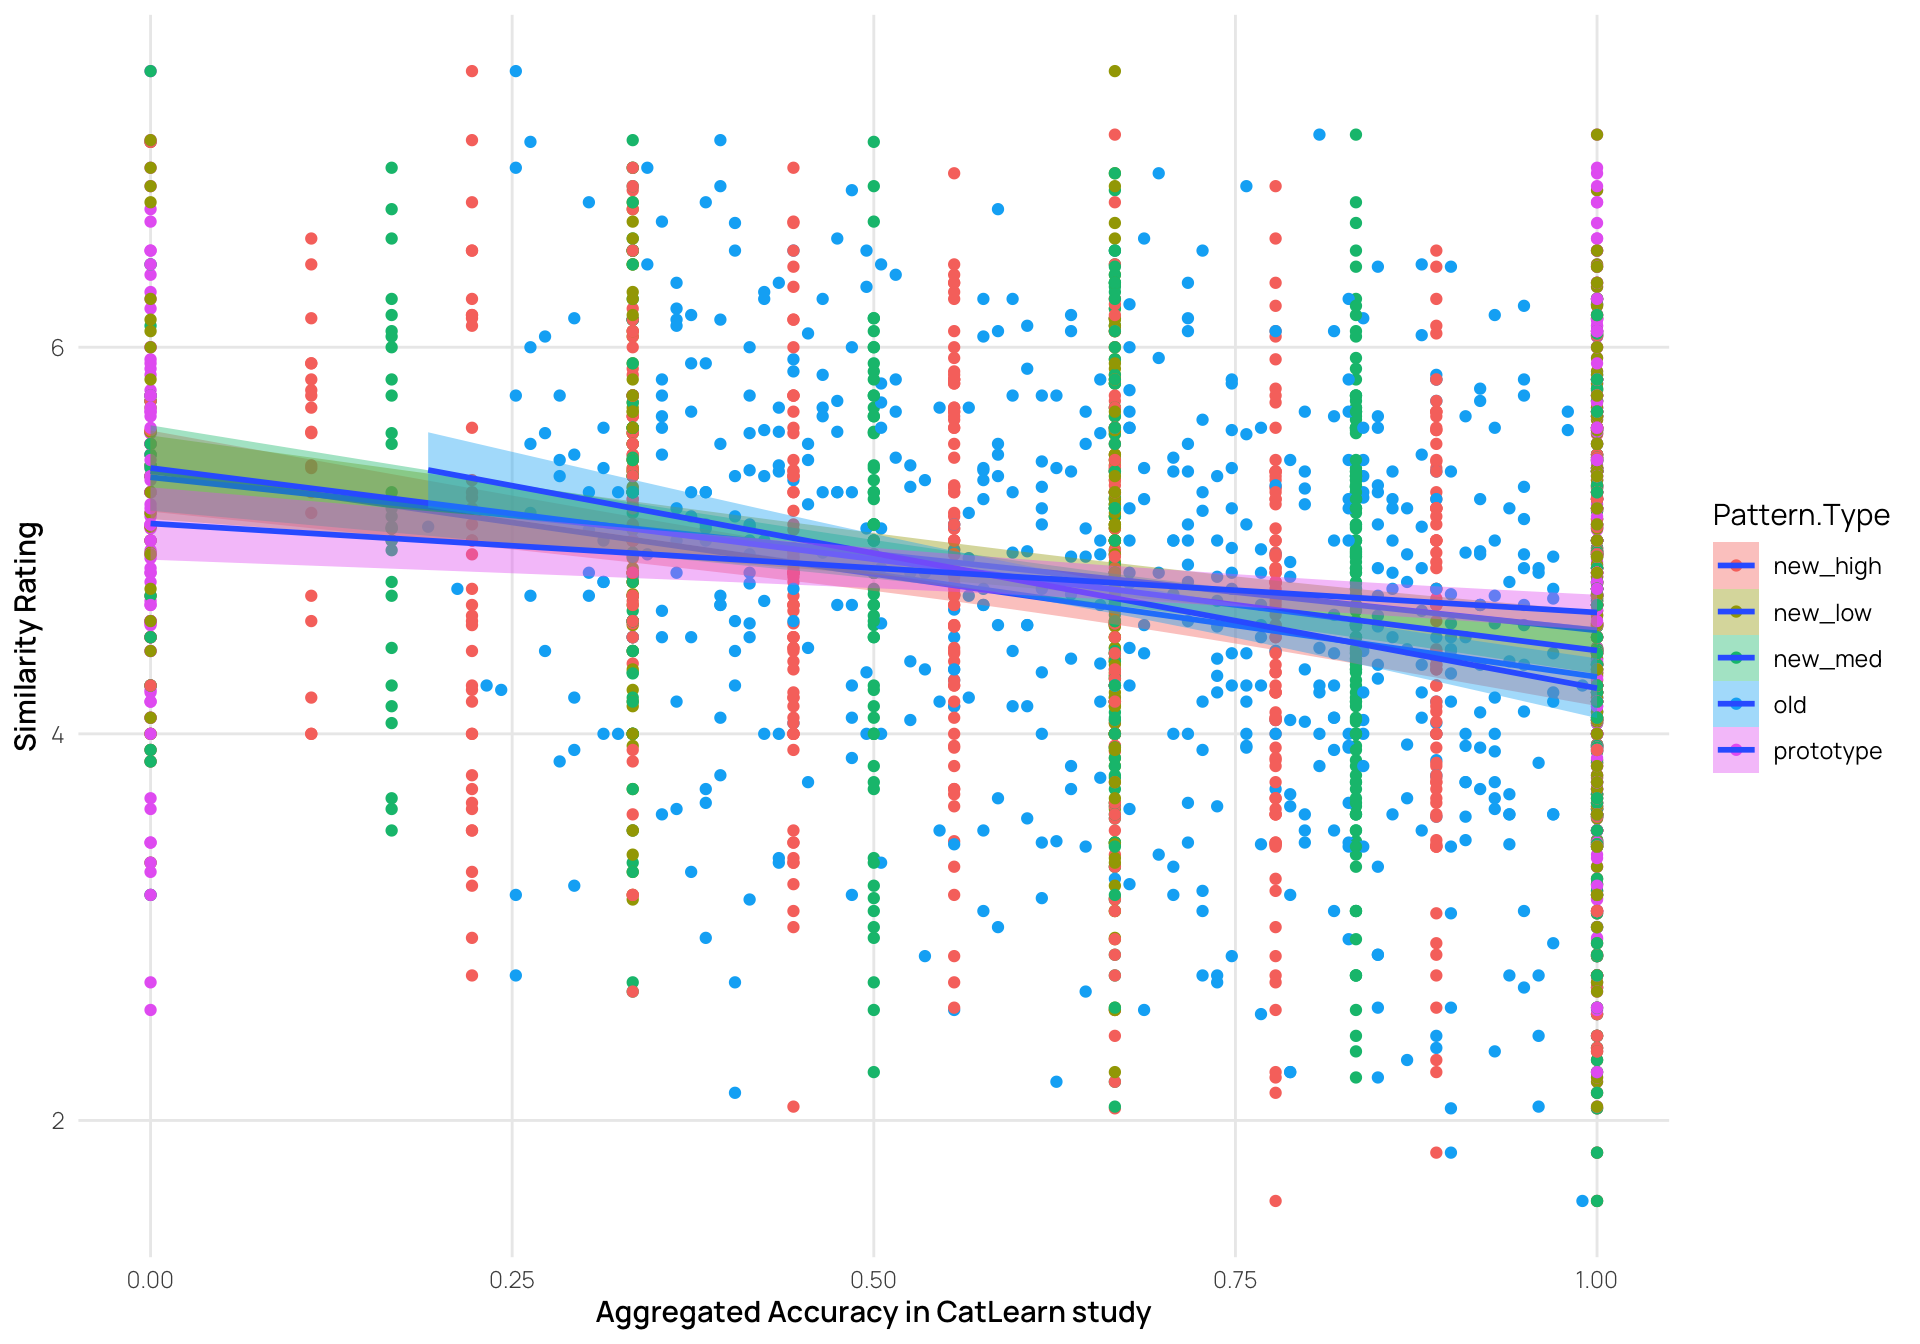 6
4
2
Similarity Rating
0.00
0.25
0.50
0.75
1.00
Aggregated Accuracy in CatLearn study
Pattern.Type
new_high
new_low
new_med
old
prototype